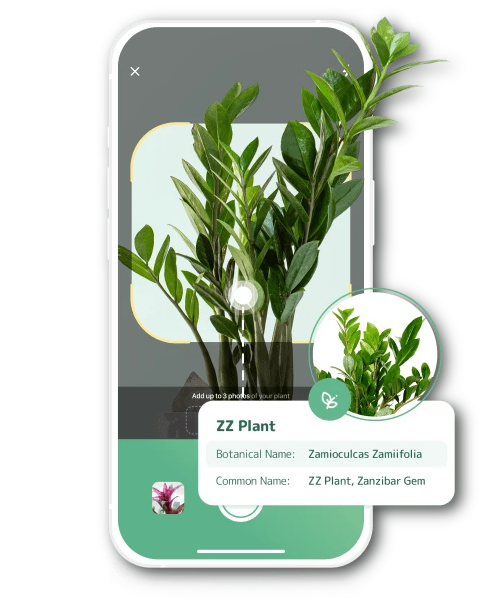 Add up to 3 photos of your plant
ZZ Plant
Botanical Name: Zamioculcas Zamiifolia
Common Name: ZZ Plant, Zanzibar Gem